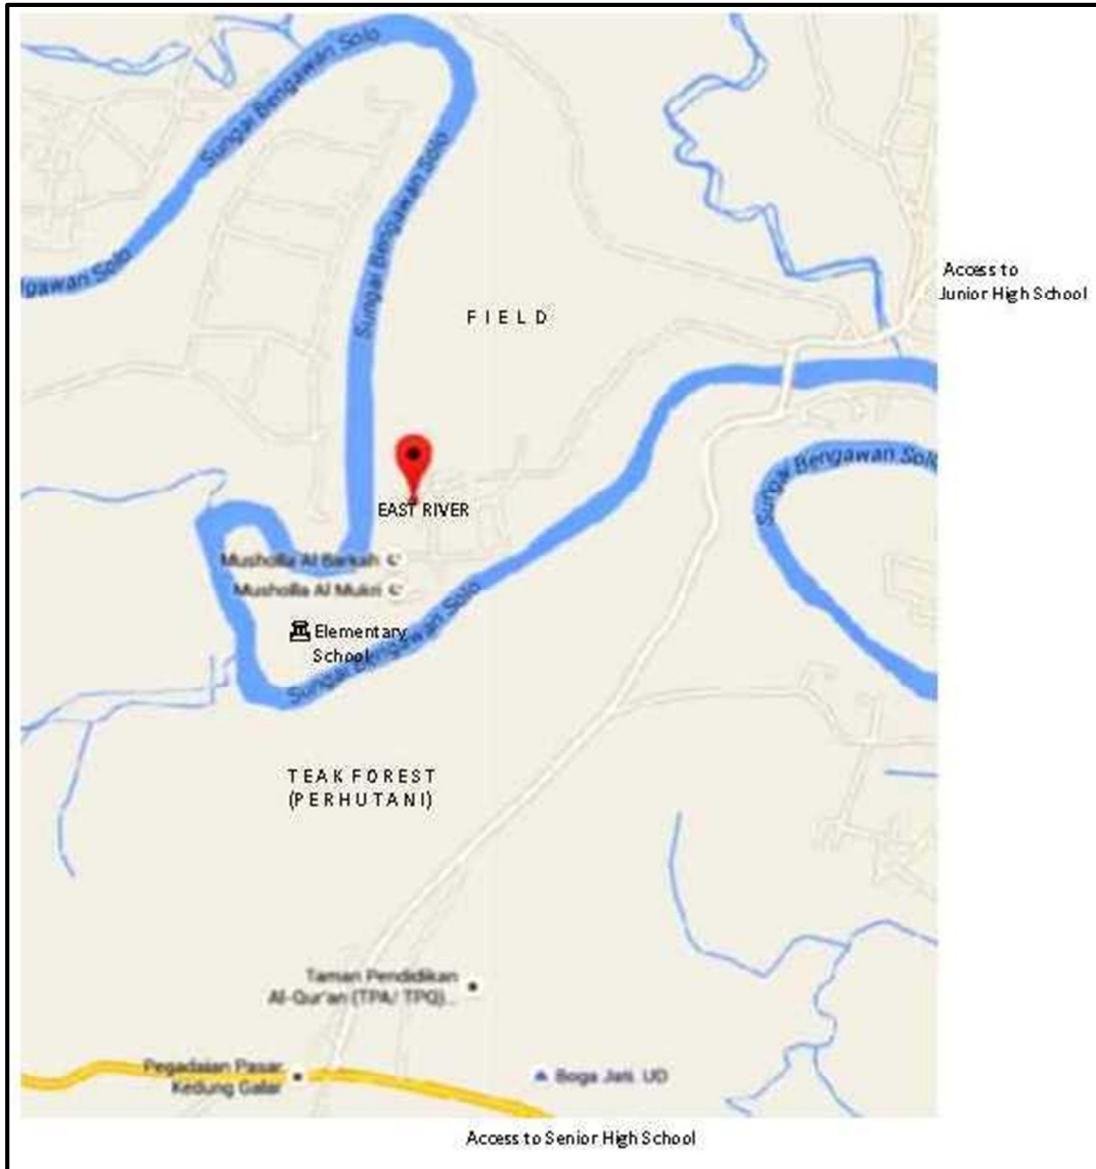 Sungai Bengawan Solo
Sungai Bengawan Solo
ngawan Solo
Access to
Junior High School
FIELD
Sungai Bengawan Solo
EAST RIVER
Musholla Al Barkah
Musholla Al Mukri
Elementary
School
Sungai Bengawan Solo
TEAK FOREST
(PERHUTANI)
Taman Pendidikan
Al-Qur'an (TPA/ TPQ)...
Pegadaian Pasar
Kedung Galar
Boga Jati. UD
Access to Senior High School